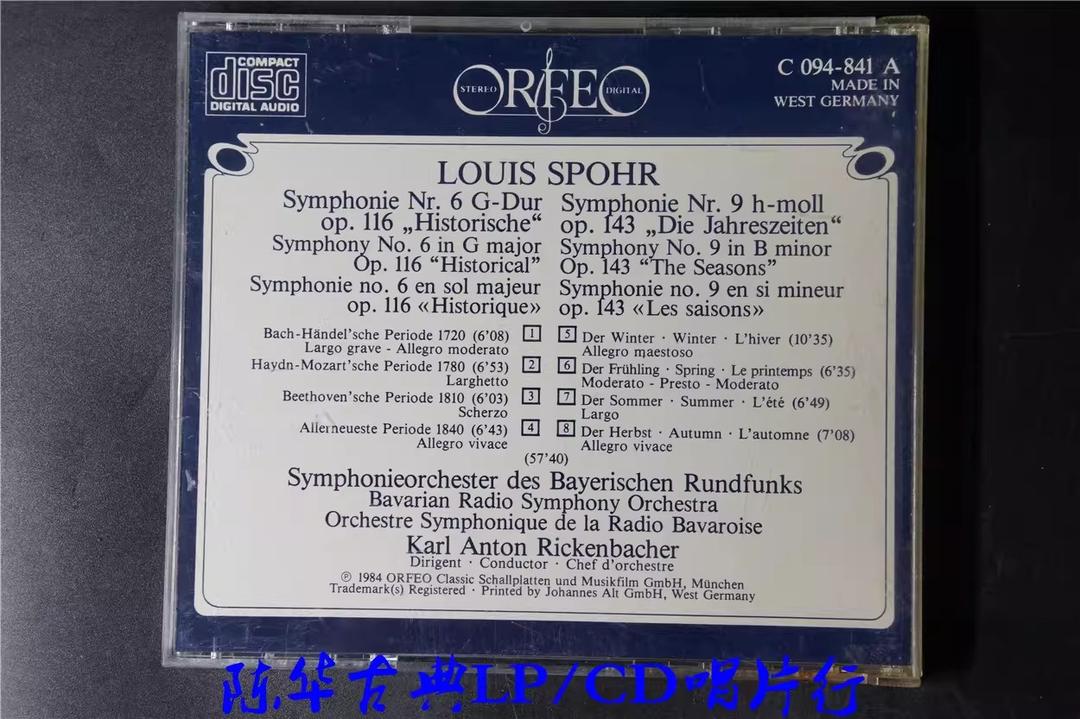 COMPACT
disc
DIGITAL AUDIO
STEREO
ORFEO
DIGITAL
C 094-841 A
MADE IN
WEST GERMANY
LOUIS SPOHR
Symphonie Nr. 6 G-Dur
op. 116 „Historische“
Symphony No. 6 in G major
Op. 116 “Historical”
Symphonie no. 6 en sol majeur
op. 116 «Historique»
Symphonie Nr. 9 h-moll
op. 143 „Die Jahreszeiten“
Symphony No. 9 in B minor
Op. 143 “The Seasons”
Symphonie no. 9 en si mineur
op. 143 «Les saisons»
Bach-Händel'sche Periode 1720 (6'08) 1
Largo grave - Allegro moderato
Haydn-Mozart'sche Periode 1780 (6'53) 2
Larghetto
Beethoven'sche Periode 1810 (6'03) 3
Scherzo
Allerneueste Periode 1840 (6'43) 4
Allegro vivace
5 Der Winter · Winter · L'hiver (10'35)
Allegro maestoso
6 Der Frühling · Spring · Le printemps (6'35)
Moderato - Presto - Moderato
7 Der Sommer · Summer · L'été (6'49)
Largo
8 Der Herbst · Autumn · L'automne (7'08)
Allegro vivace
(57'40)
Symphonieorchester des Bayerischen Rundfunks
Bavarian Radio Symphony Orchestra
Orchestre Symphonique de la Radio Bavaroise
Karl Anton Rickenbacher
Dirigent · Conductor · Chef d'orchestre
℗ 1984 ORFEO Classic Schallplatten und Musikfilm GmbH, München
Trademark(s) Registered · Printed by Johannes Alt GmbH, West Germany
陈华古典LP/CD唱片行